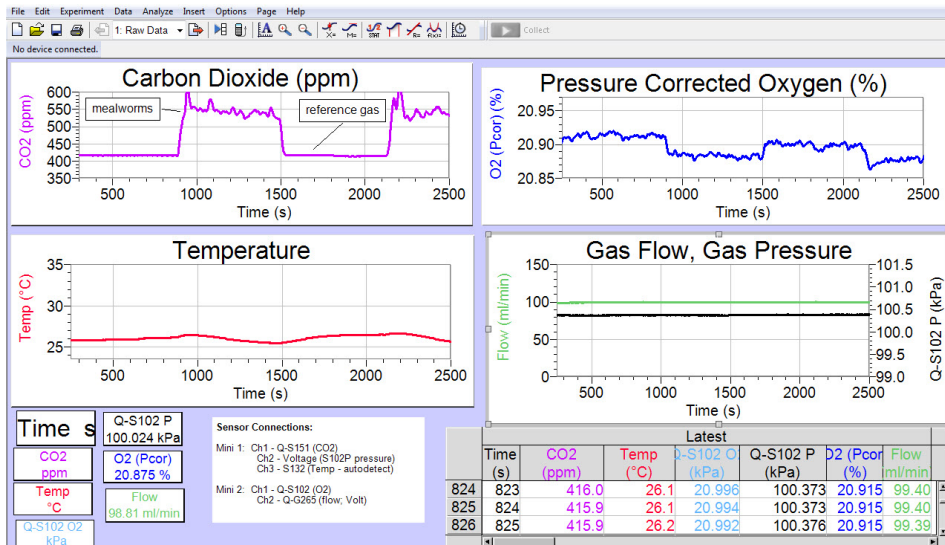 File Edit Experiment Data Analyze Insert Options Page Help
1: Raw Data
Collect
No device connected.
Carbon Dioxide (ppm)
CO2 (ppm)
600
550
500
450
400
350
mealworms
reference gas
500 1000 1500 2000 2500
Time (s)
Pressure Corrected Oxygen (%)
O2 (Pcor) (%)
20.95
20.90
20.85
500 1000 1500 2000 2500
Time (s)
Temperature
Temp (°C)
35
30
25
500 1000 1500 2000 2500
Time (s)
Gas Flow, Gas Pressure
Flow (ml/min)
150
100
50
0
101.5
101.0
100.5
100.0
99.5
99.0
Q-S102 P (kPa)
500 1000 1500 2000 2500
Time (s)
Time s
CO2
ppm
Temp
°C
Q-S102 O2
kPa
Q-S102 P
100.024 kPa
O2 (Pcor)
20.875 %
Flow
98.81 ml/min
Sensor Connections:
Mini 1: Ch1 - Q-S151 (CO2)
Ch2 - Voltage (S102P pressure)
Ch3 - S132 (Temp - autodetect)
Mini 2: Ch1 - Q-S102 (O2)
Ch2 - Q-G265 (flow; Volt)
Latest
Time CO2 Temp Q-S102 O Q-S102 P O2 (Pcor Flow
(s) (ppm) (°C) (kPa) (kPa) (%) ml/min)
824 823 416.0 26.1 20.996 100.373 20.915 99.40
825 824 415.9 26.1 20.994 100.374 20.915 99.40
826 825 415.9 26.2 20.992 100.376 20.915 99.39